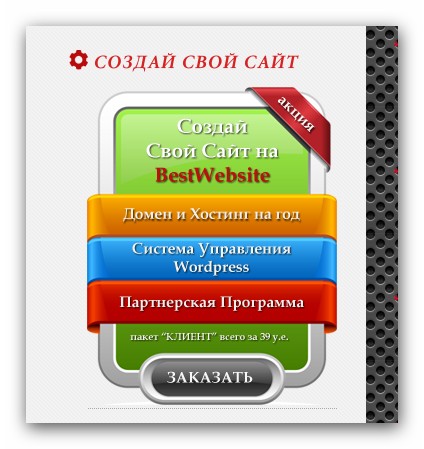 СОЗДАЙ СВОЙ САЙТ
акция
Создай
Свой Сайт на
BestWebsite
Домен и Хостинг на год
Система Управления
Wordpress
Партнерская Программа
пакет “КЛИЕНТ” всего за 39 у.е.
ЗАКАЗАТЬ